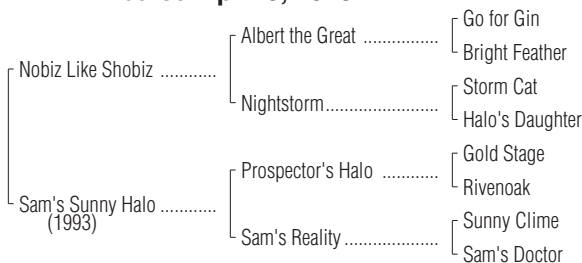 Go for Gin
Albert the Great ................
Bright Feather
Nobiz Like Shobiz ............
Storm Cat
Nightstorm........................
Halo's Daughter
Gold Stage
Prospector's Halo ............
Rivenoak
Sam's Sunny Halo ............
(1993)
Sunny Clime
Sam's Reality ....................
Sam's Doctor